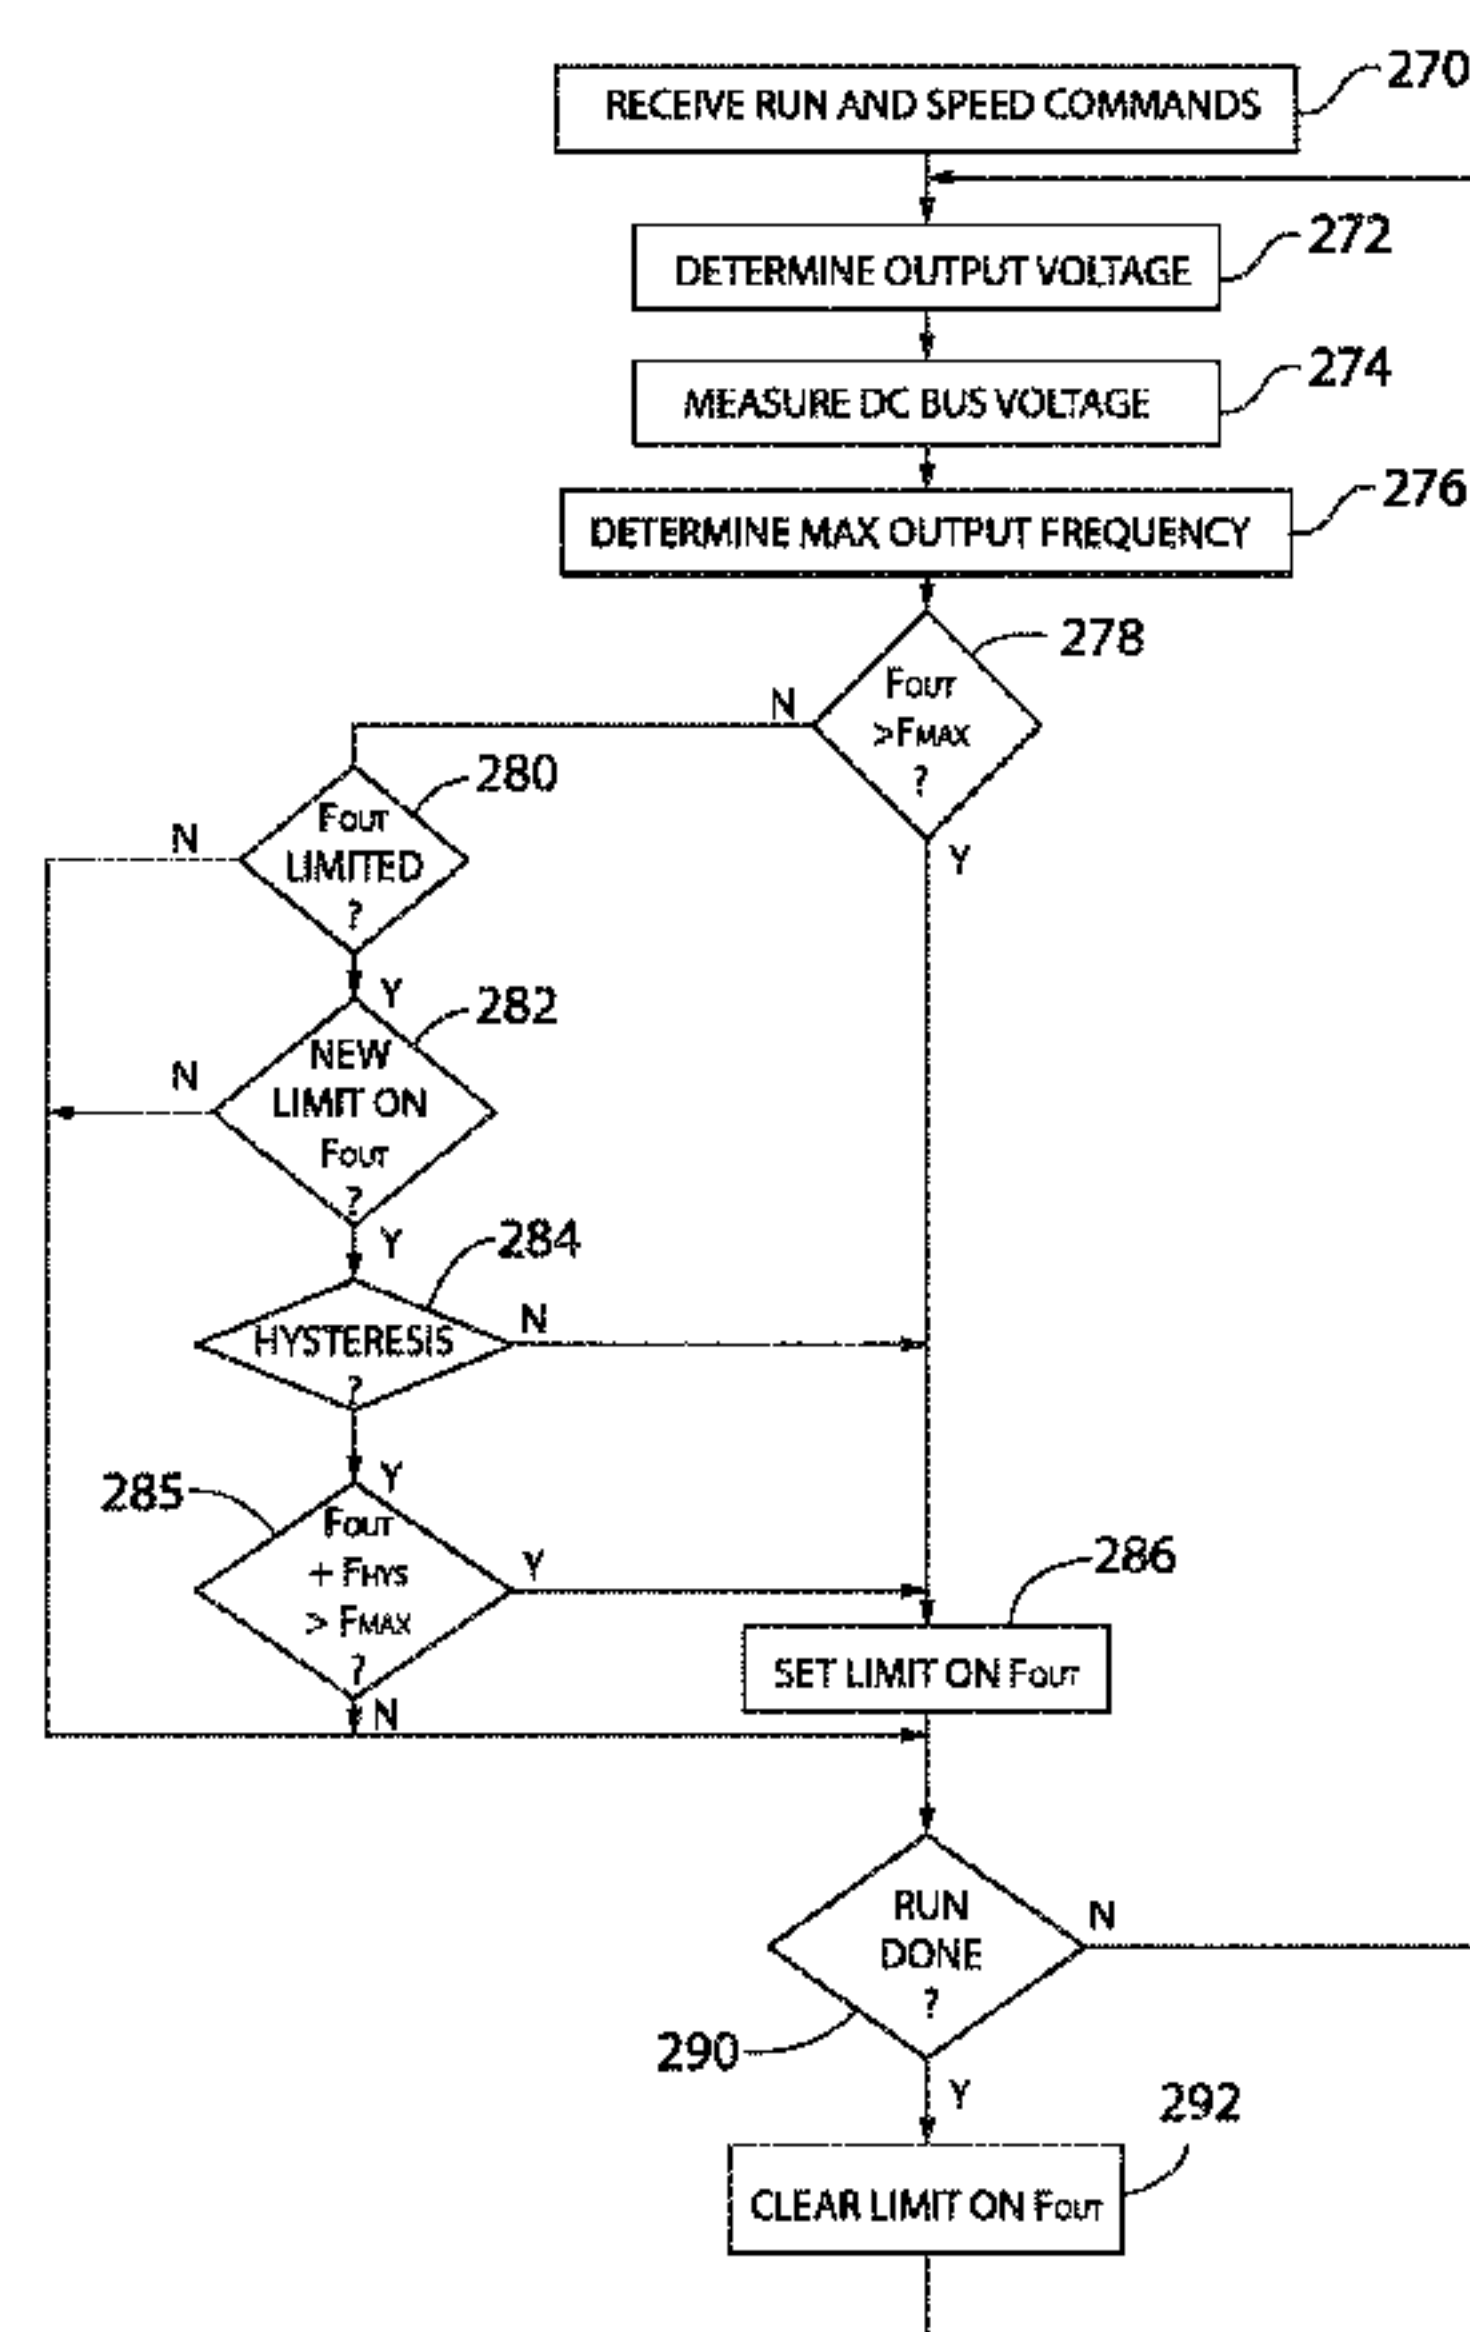 RECEIVE RUN AND SPEED COMMANDS
270
DETERMINE OUTPUT VOLTAGE
272
MEASURE DC BUS VOLTAGE
274
DETERMINE MAX OUTPUT FREQUENCY
276
278
FOUT
>FMAX
?
N
Y
280
FOUT
LIMITED
?
N
Y
282
NEW
LIMIT ON
FOUT
?
N
Y
284
HYSTERESIS
?
N
Y
285
FOUT
+ FHYS
> FMAX
?
Y
N
286
SET LIMIT ON FOUT
RUN
DONE
?
N
290
Y
292
CLEAR LIMIT ON FOUT